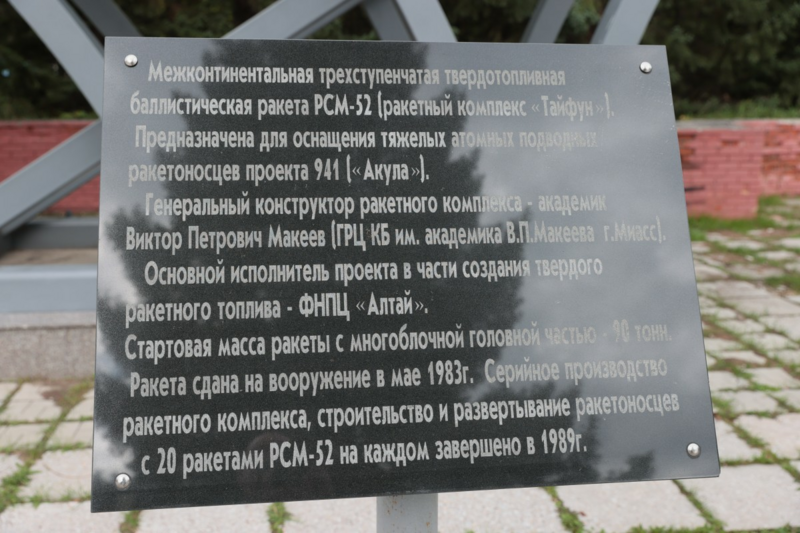 Межконтинентальная трехступенчатая твердотопливная
баллистическая ракета РСМ-52 (ракетный комплекс «Тайфун»).
Предназначена для оснащения тяжелых атомных подводных
ракетоносцев проекта 941 («Акула»).
Генеральный конструктор ракетного комплекса - академик
Виктор Петрович Макеев (ГРЦ КБ им. академика В.П.Макеева г.Миасс).
Основной исполнитель проекта в части создания твердого
ракетного топлива - ФНПЦ «Алтай».
Стартовая масса ракеты с многоблочной головной частью - 90 тонн.
Ракета сдана на вооружение в мае 1983г. Серийное производство
ракетного комплекса, строительство и развертывание ракетоносцев
с 20 ракетами РСМ-52 на каждом завершено в 1989г.